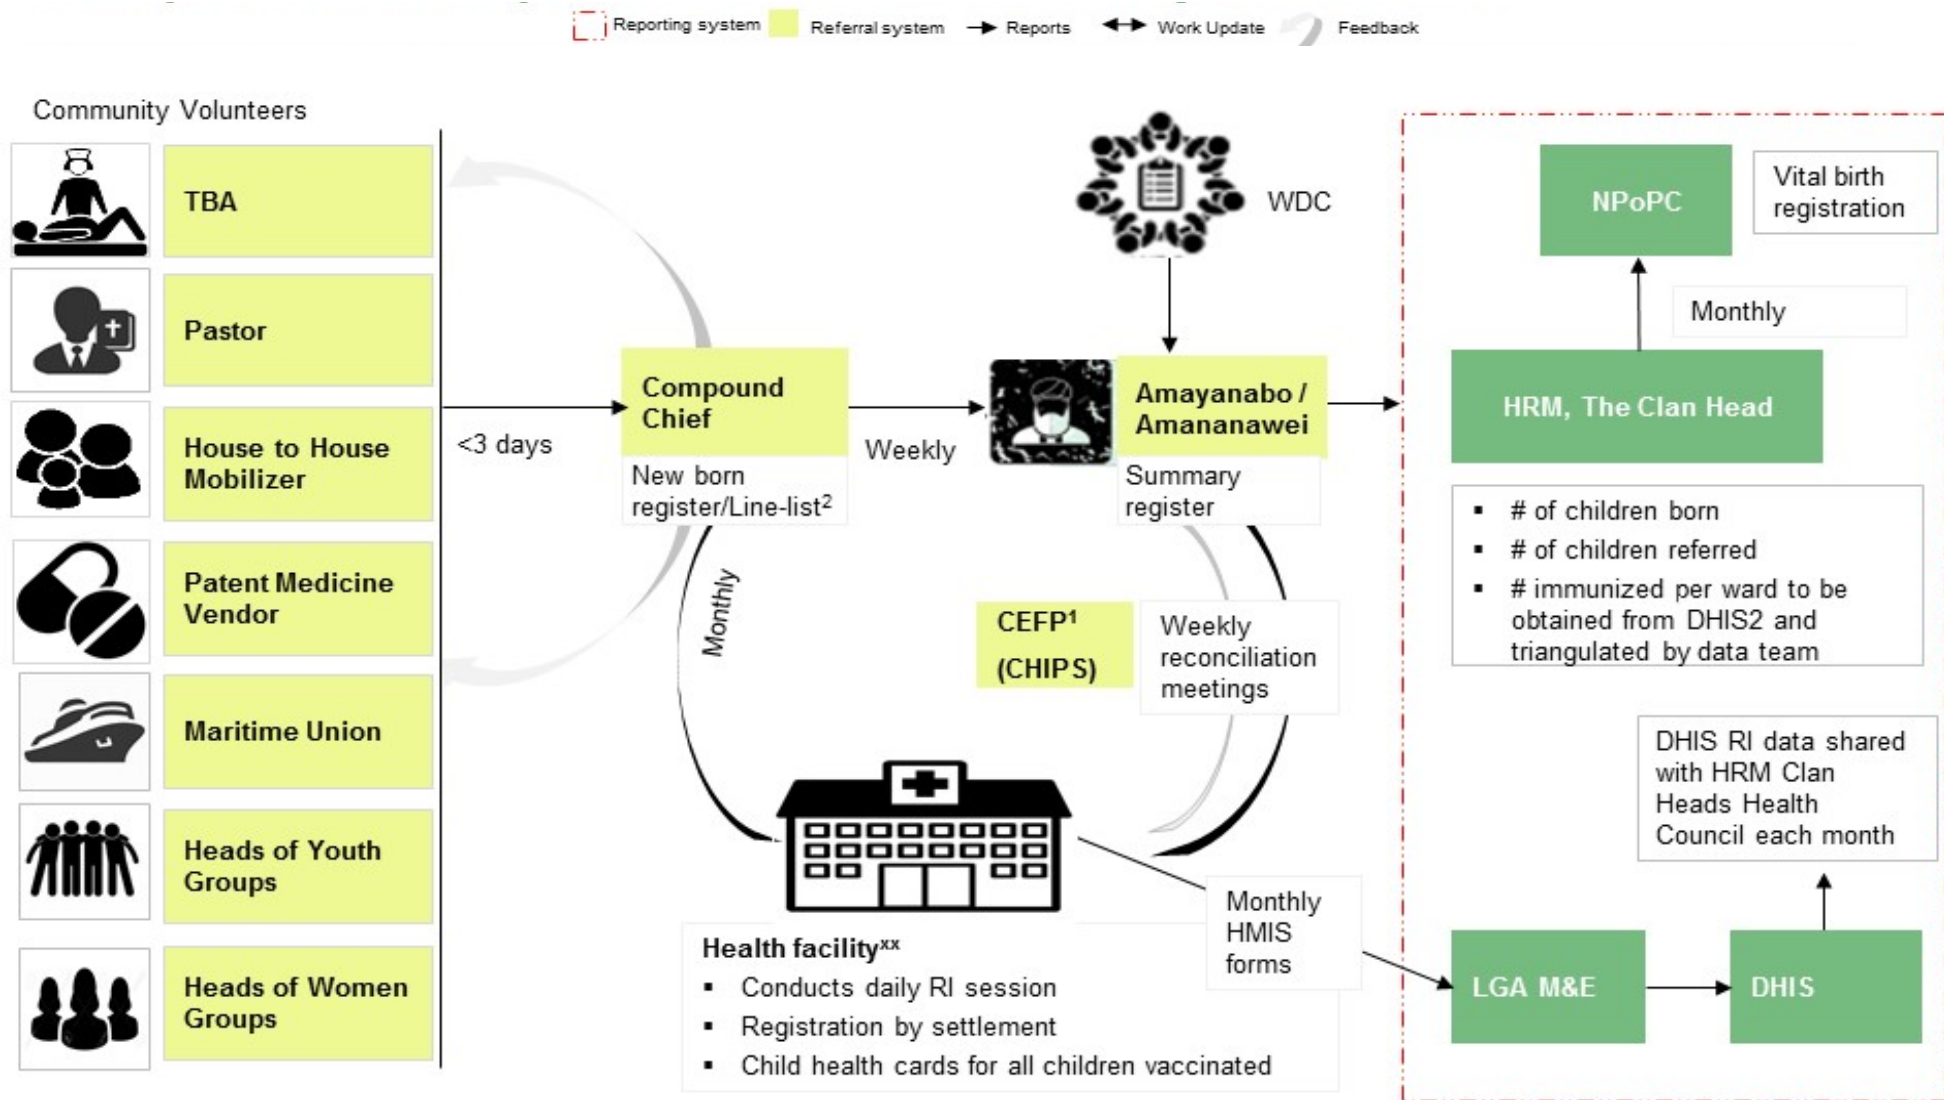 Reporting system
Referral system
Reports
Work Update
Feedback
Community Volunteers
TBA
Pastor
House to House
Mobilizer
Patent Medicine
Vendor
Maritime Union
Heads of Youth
Groups
Heads of Women
Groups
<3 days
Compound
Chief
New born
register/Line-list²
Weekly
Monthly
WDC
Amayanabo /
Amananawei
Summary
register
CEFP¹
(CHIPS)
Weekly
reconciliation
meetings
Health facilityˣˣ
▪ Conducts daily RI session
▪ Registration by settlement
▪ Child health cards for all children vaccinated
Monthly
HMIS
forms
NPoPC
Vital birth
registration
Monthly
HRM, The Clan Head
▪ # of children born
▪ # of children referred
▪ # immunized per ward to be
obtained from DHIS2 and
triangulated by data team
DHIS RI data shared
with HRM Clan
Heads Health
Council each month
LGA M&E
DHIS